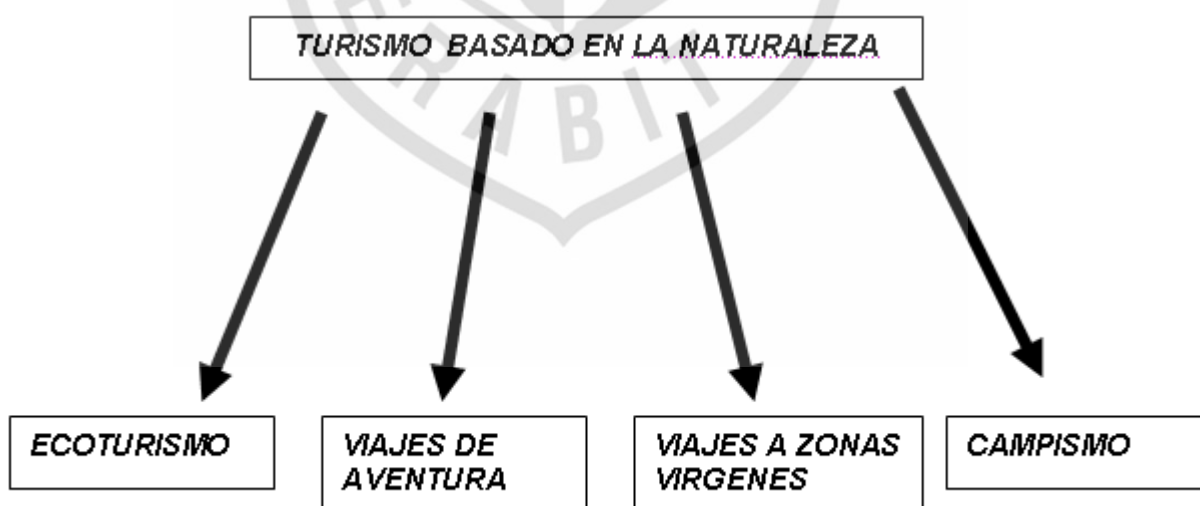 TURISMO BASADO EN LA NATURALEZA
ECOTURISMO
VIAJES DE
AVENTURA
VIAJES A ZONAS
VIRGENES
CAMPISMO